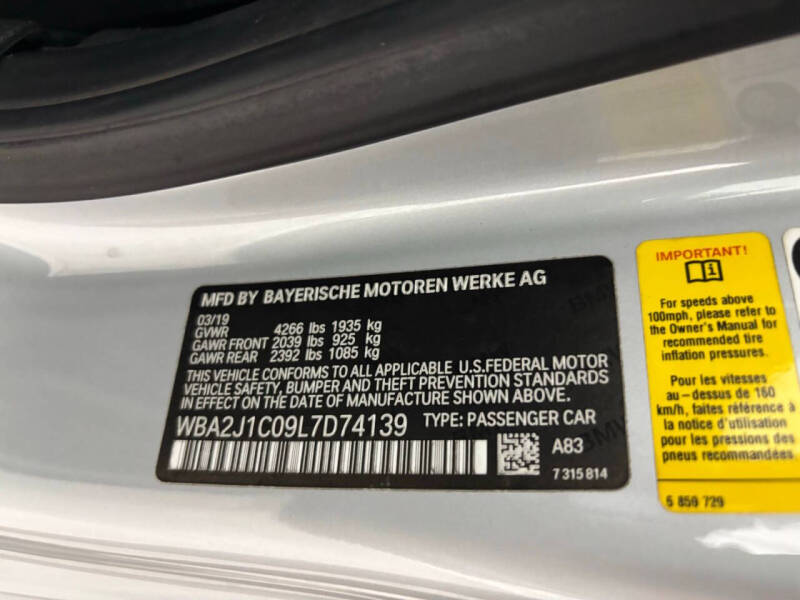 MFD BY BAYERISCHE MOTOREN WERKE AG
03/19
GVWR 4266 lbs 1935 kg
GAWR FRONT 2039 lbs 925 kg
GAWR REAR 2392 lbs 1085 kg
THIS VEHICLE CONFORMS TO ALL APPLICABLE U.S.FEDERAL MOTOR
VEHICLE SAFETY, BUMPER AND THEFT PREVENTION STANDARDS
IN EFFECT ON THE DATE OF MANUFACTURE SHOWN ABOVE.
WBA2J1C09L7D74139 TYPE: PASSENGER CAR
A83
7 315 814
IMPORTANT!
For speeds above
100mph, please refer to
the Owner's Manual for
recommended tire
inflation pressures.
Pour les vitesses
au-dessus de 160
km/h, faites référence à
la notice d'utilisation
pour les pressions des
pneus recommandées
6 859 729